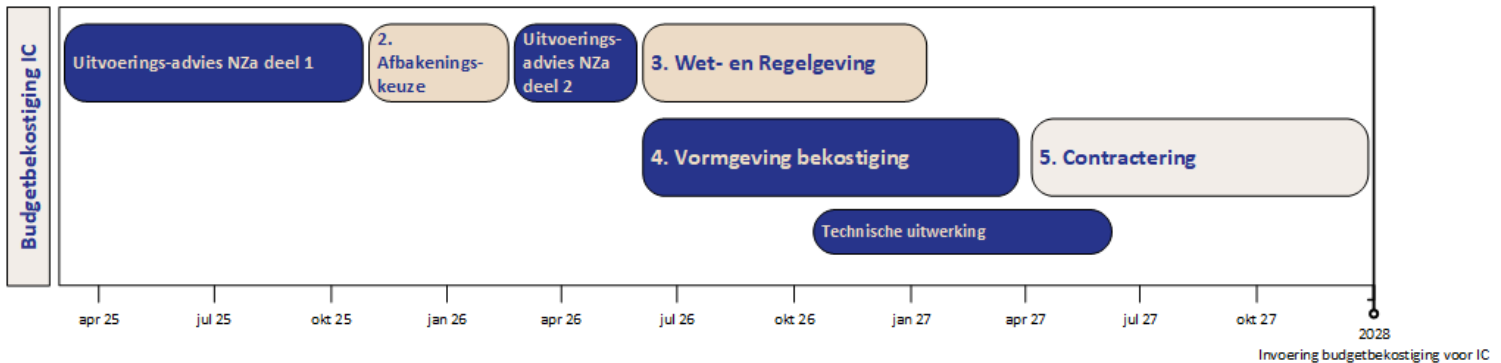 Budgetbekostiging IC
Uitvoerings-advies NZa deel 1
2.
Afbakenings-
keuze
Uitvoerings-
advies NZa
deel 2
3. Wet- en Regelgeving
4. Vormgeving bekostiging
5. Contractering
Technische uitwerking
apr 25
jul 25
okt 25
jan 26
apr 26
jul 26
okt 26
jan 27
apr 27
jul 27
okt 27
2028
Invoering budgetbekostiging voor IC